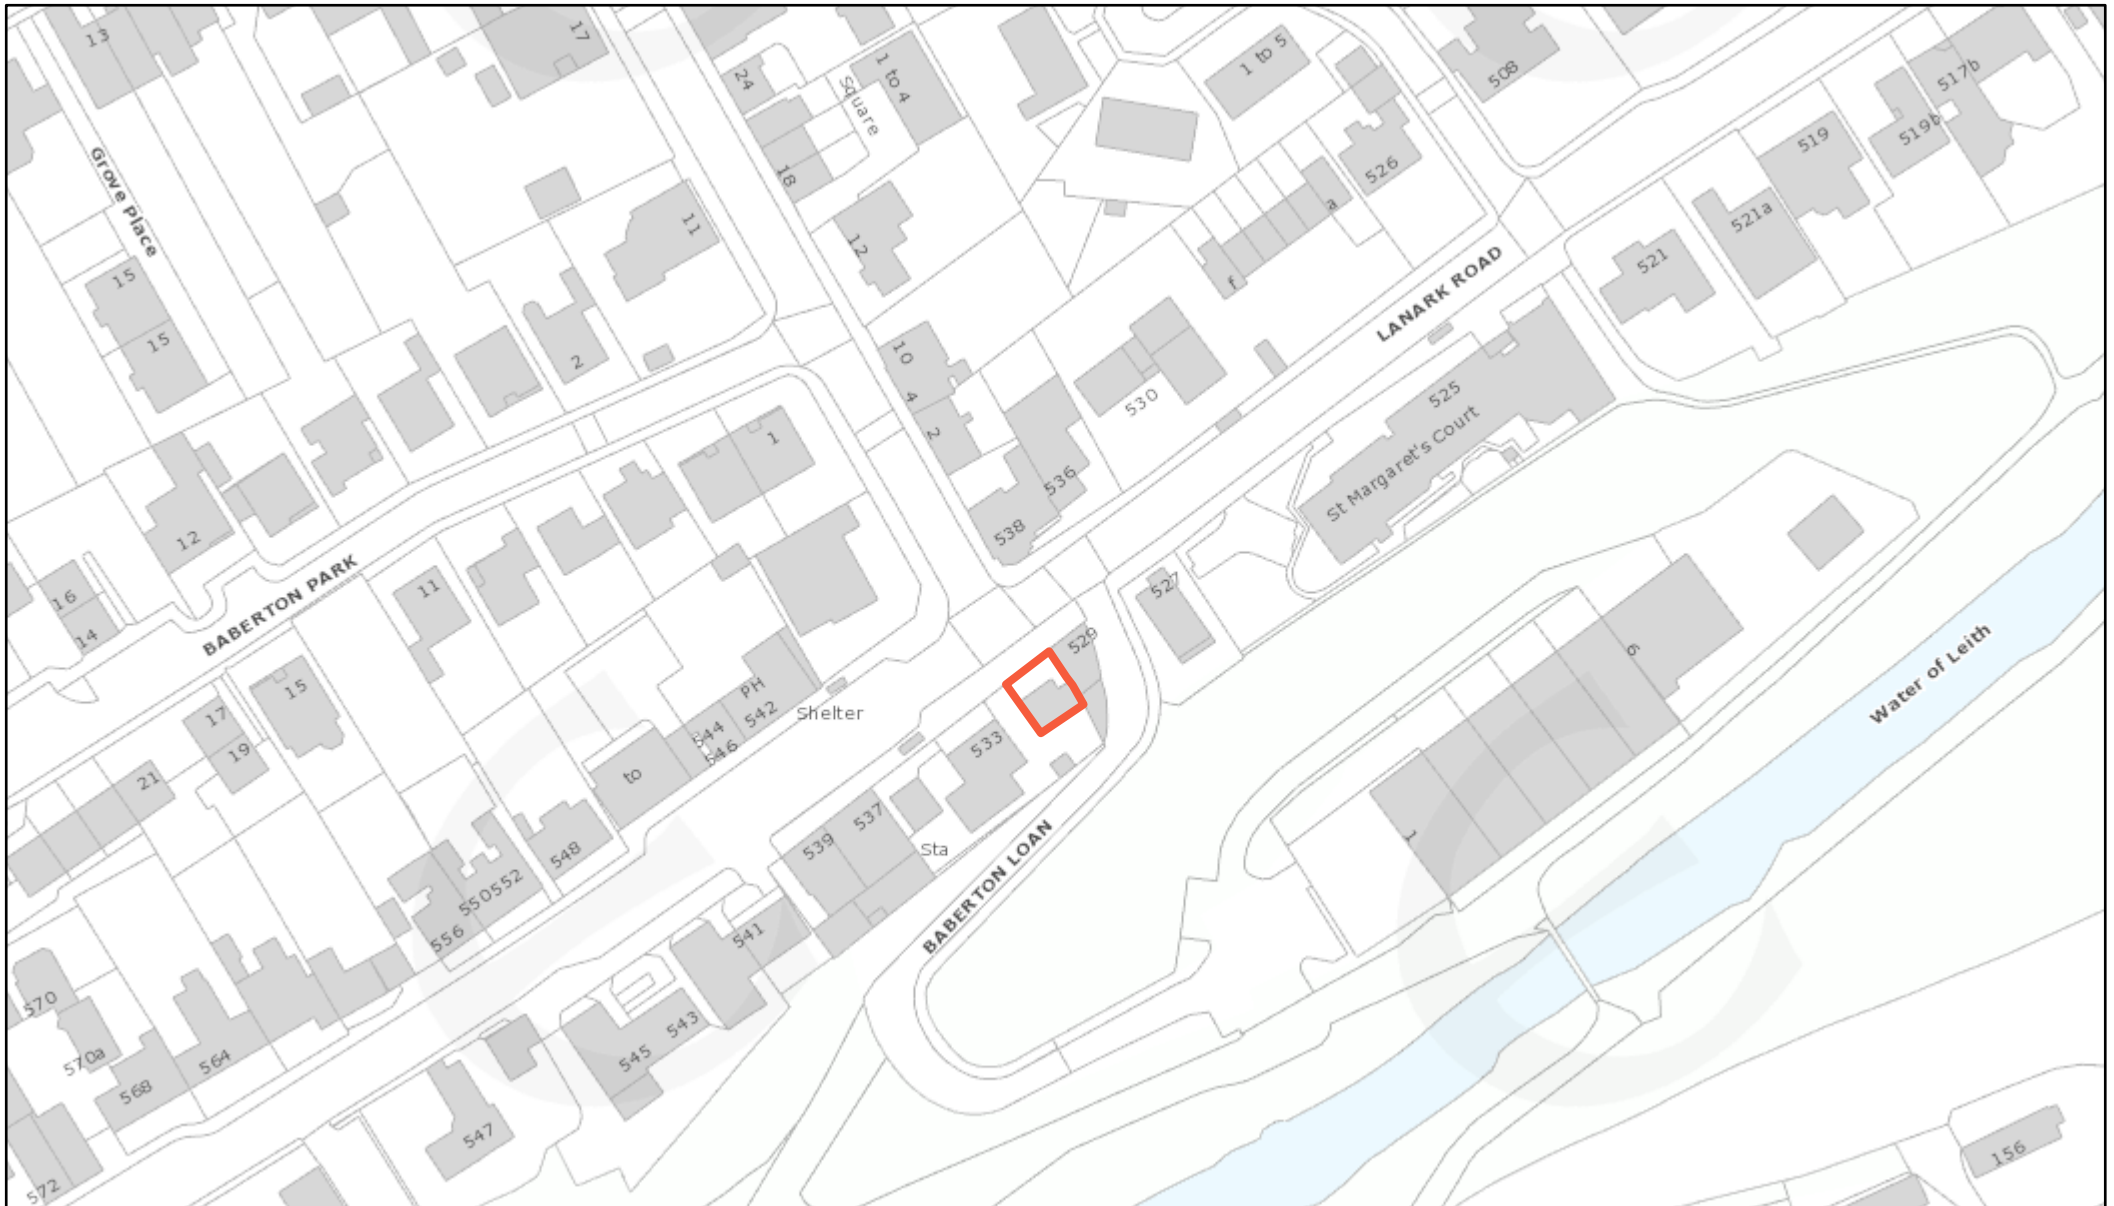 13
17
24
Square
1 to 4
1 to 5
508
517b
519b
519
526
a
f
18
Grove Place
11
12
521a
521
LANARK ROAD
15
15
2
10
4
2
530
525
St Margaret's Court
536
538
1
12
16
14
BABERTON PARK
11
527
529
6
Water of Leith
15
17
19
PH
542
544
546
Shelter
533
to
21
537
539
Sta
1
548
552
550
556
BABERTON LOAN
541
543
545
570
570a
564
568
547
572
156